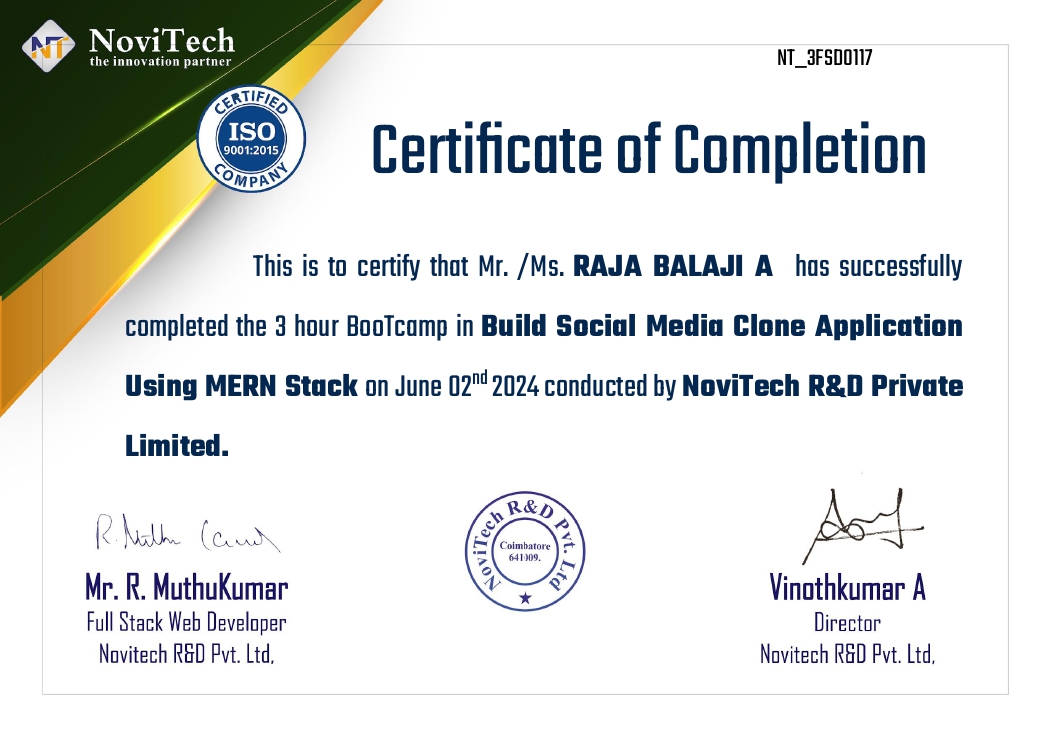 NT
NoviTech
the innovation partner
NT_3FSD0117
CERTIFIED
ISO
9001:2015
COMPANY
Certificate of Completion
This is to certify that Mr. /Ms. RAJA BALAJI A has successfully
completed the 3 hour BooTcamp in Build Social Media Clone Application
Using MERN Stack on June 02nd 2024 conducted by NoviTech R&D Private
Limited.
R. Muthu Kumar
NoviTech R&D Pvt. Ltd
Coimbatore
641009.
Mr. R. MuthuKumar
Full Stack Web Developer
Novitech R&D Pvt. Ltd,
Vinothkumar A
Director
Novitech R&D Pvt. Ltd,